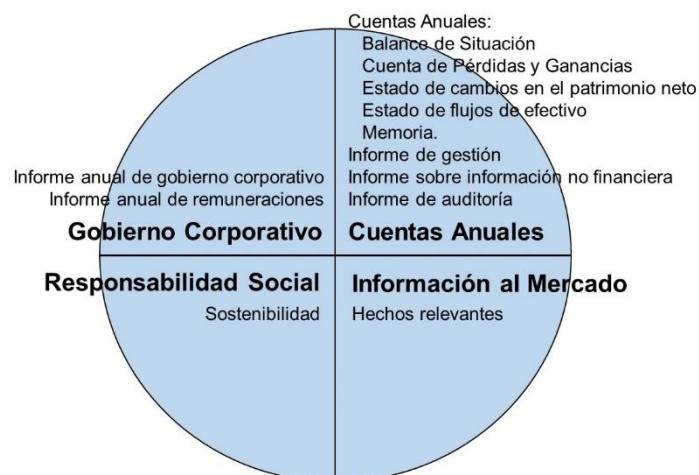 Cuentas Anuales:
Balance de Situación
Cuenta de Pérdidas y Ganancias
Estado de cambios en el patrimonio neto
Estado de flujos de efectivo
Memoria.
Informe de gestión
Informe sobre información no financiera
Informe de auditoría
Cuentas Anuales
Informe anual de gobierno corporativo
Informe anual de remuneraciones
Gobierno Corporativo
Responsabilidad Social
Sostenibilidad
Información al Mercado
Hechos relevantes